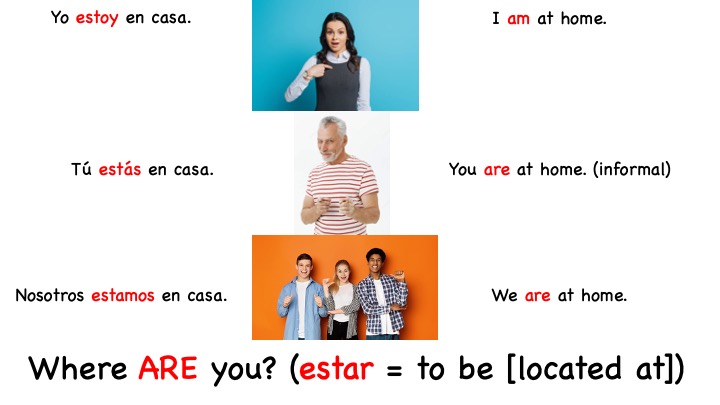 Yo estoy en casa.
I am at home.
Tú estás en casa.
You are at home. (informal)
Nosotros estamos en casa.
We are at home.
Where ARE you? (estar = to be [located at])